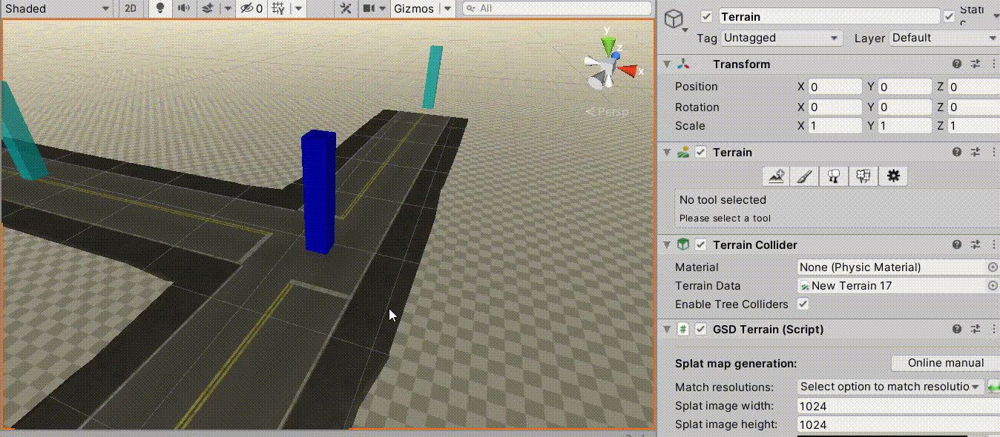 Shaded 2D 0 Gizmos All
y
z
x
Persp
Terrain Stati
c
Tag Untagged Layer Default
Transform
Position X 0 Y 0 Z 0
Rotation X 0 Y 0 Z 0
Scale X 1 Y 1 Z 1
Terrain
No tool selected
Please select a tool
Terrain Collider
Material None (Physic Material)
Terrain Data New Terrain 17
Enable Tree Colliders
# GSD Terrain (Script)
Splat map generation: Online manual
Match resolutions: Select option to match resolutio
Splat image width: 1024
Splat image height: 1024